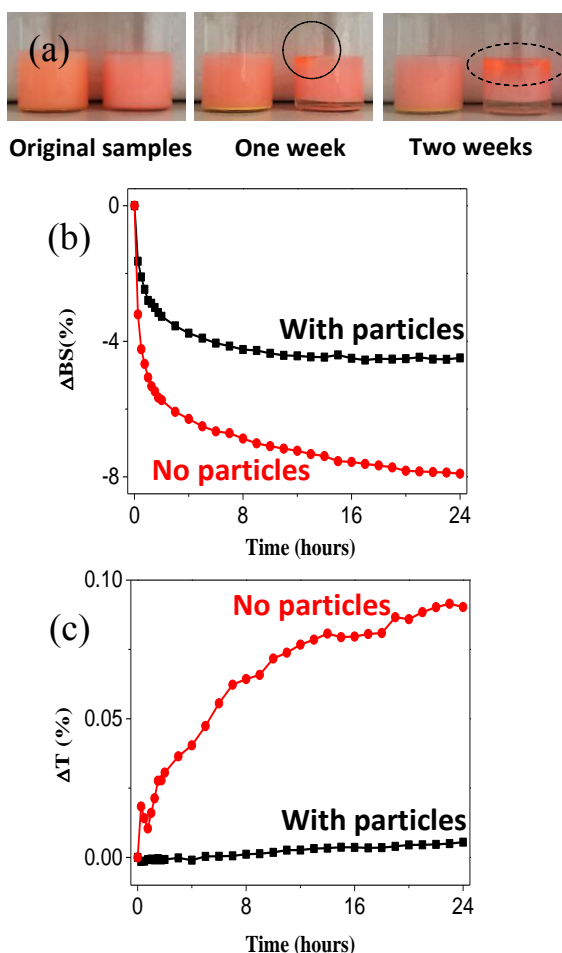 (a)
Original samples One week Two weeks
(b)
0
-4
-8
ΔBS(%)
With particles
No particles
0 8 16 24
Time (hours)
(c)
0.10
0.05
0.00
ΔT (%)
No particles
With particles
0 8 16 24
Time (hours)